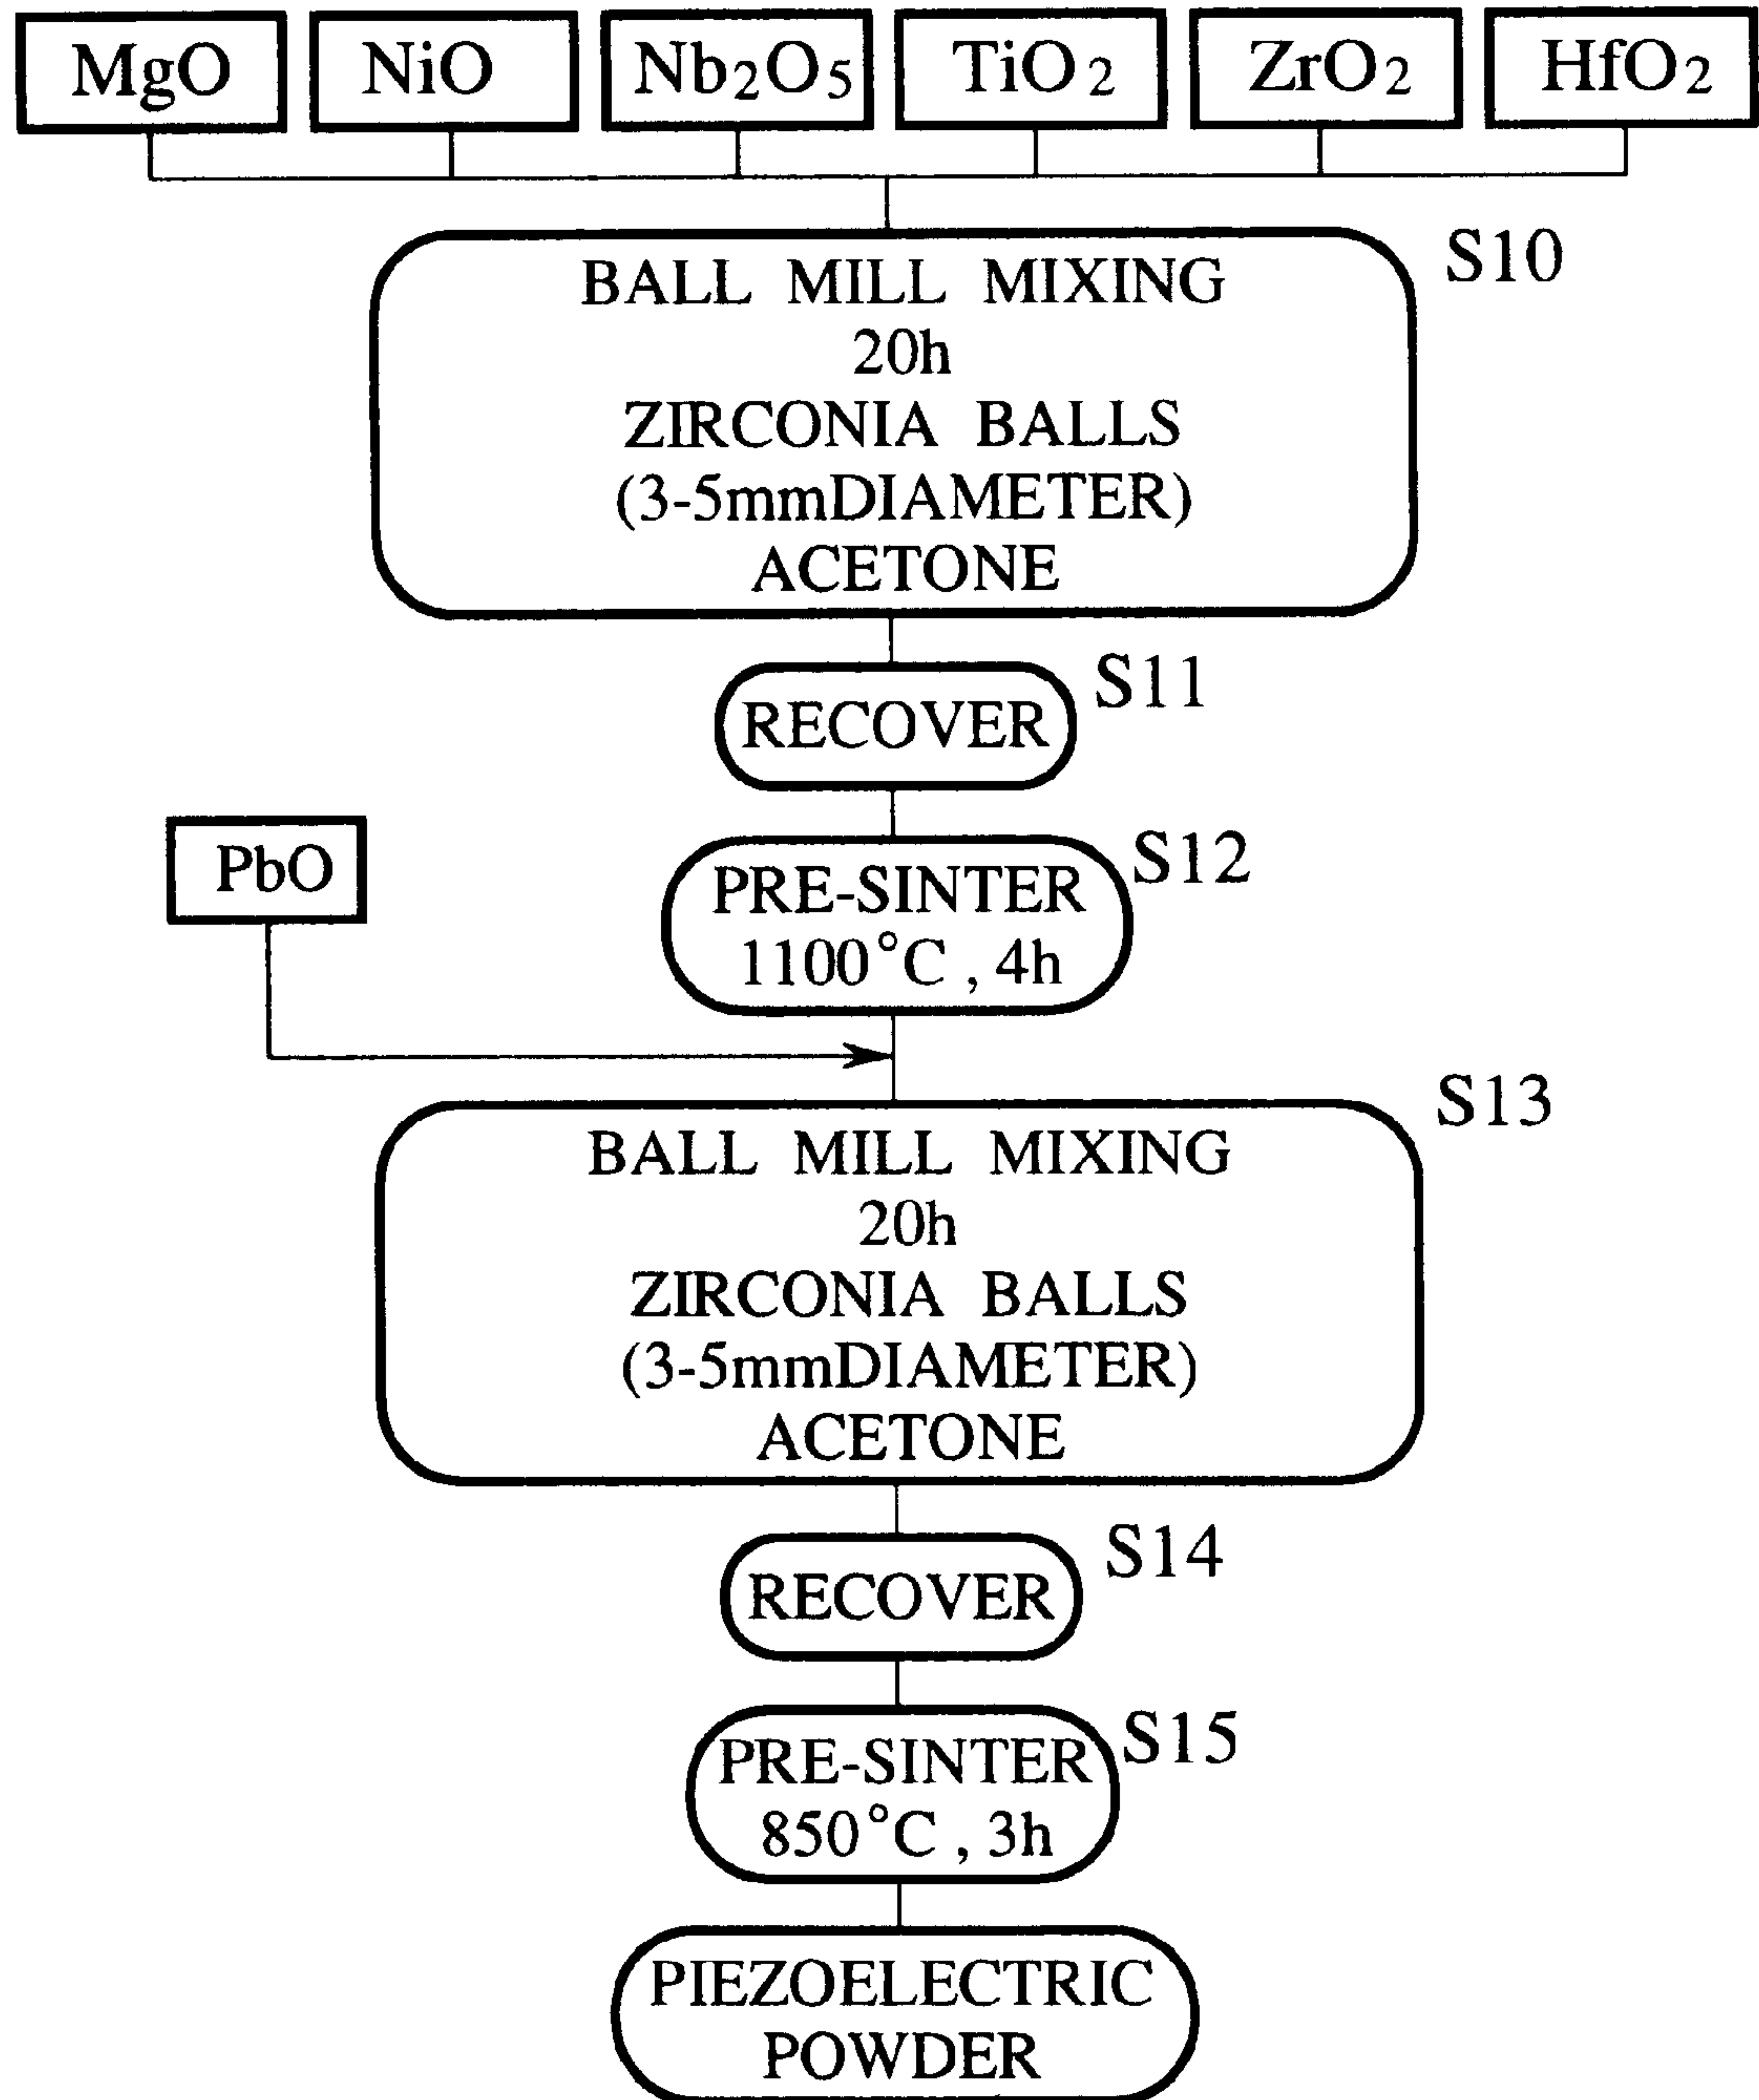 MgO
NiO
Nb₂O₅
TiO₂
ZrO₂
HfO₂
S10
BALL MILL MIXING
20h
ZIRCONIA BALLS
(3-5mmDIAMETER)
ACETONE
S11
RECOVER
S12
PRE-SINTER
1100°C , 4h
PbO
S13
BALL MILL MIXING
20h
ZIRCONIA BALLS
(3-5mmDIAMETER)
ACETONE
S14
RECOVER
S15
PRE-SINTER
850°C , 3h
PIEZOELECTRIC
POWDER